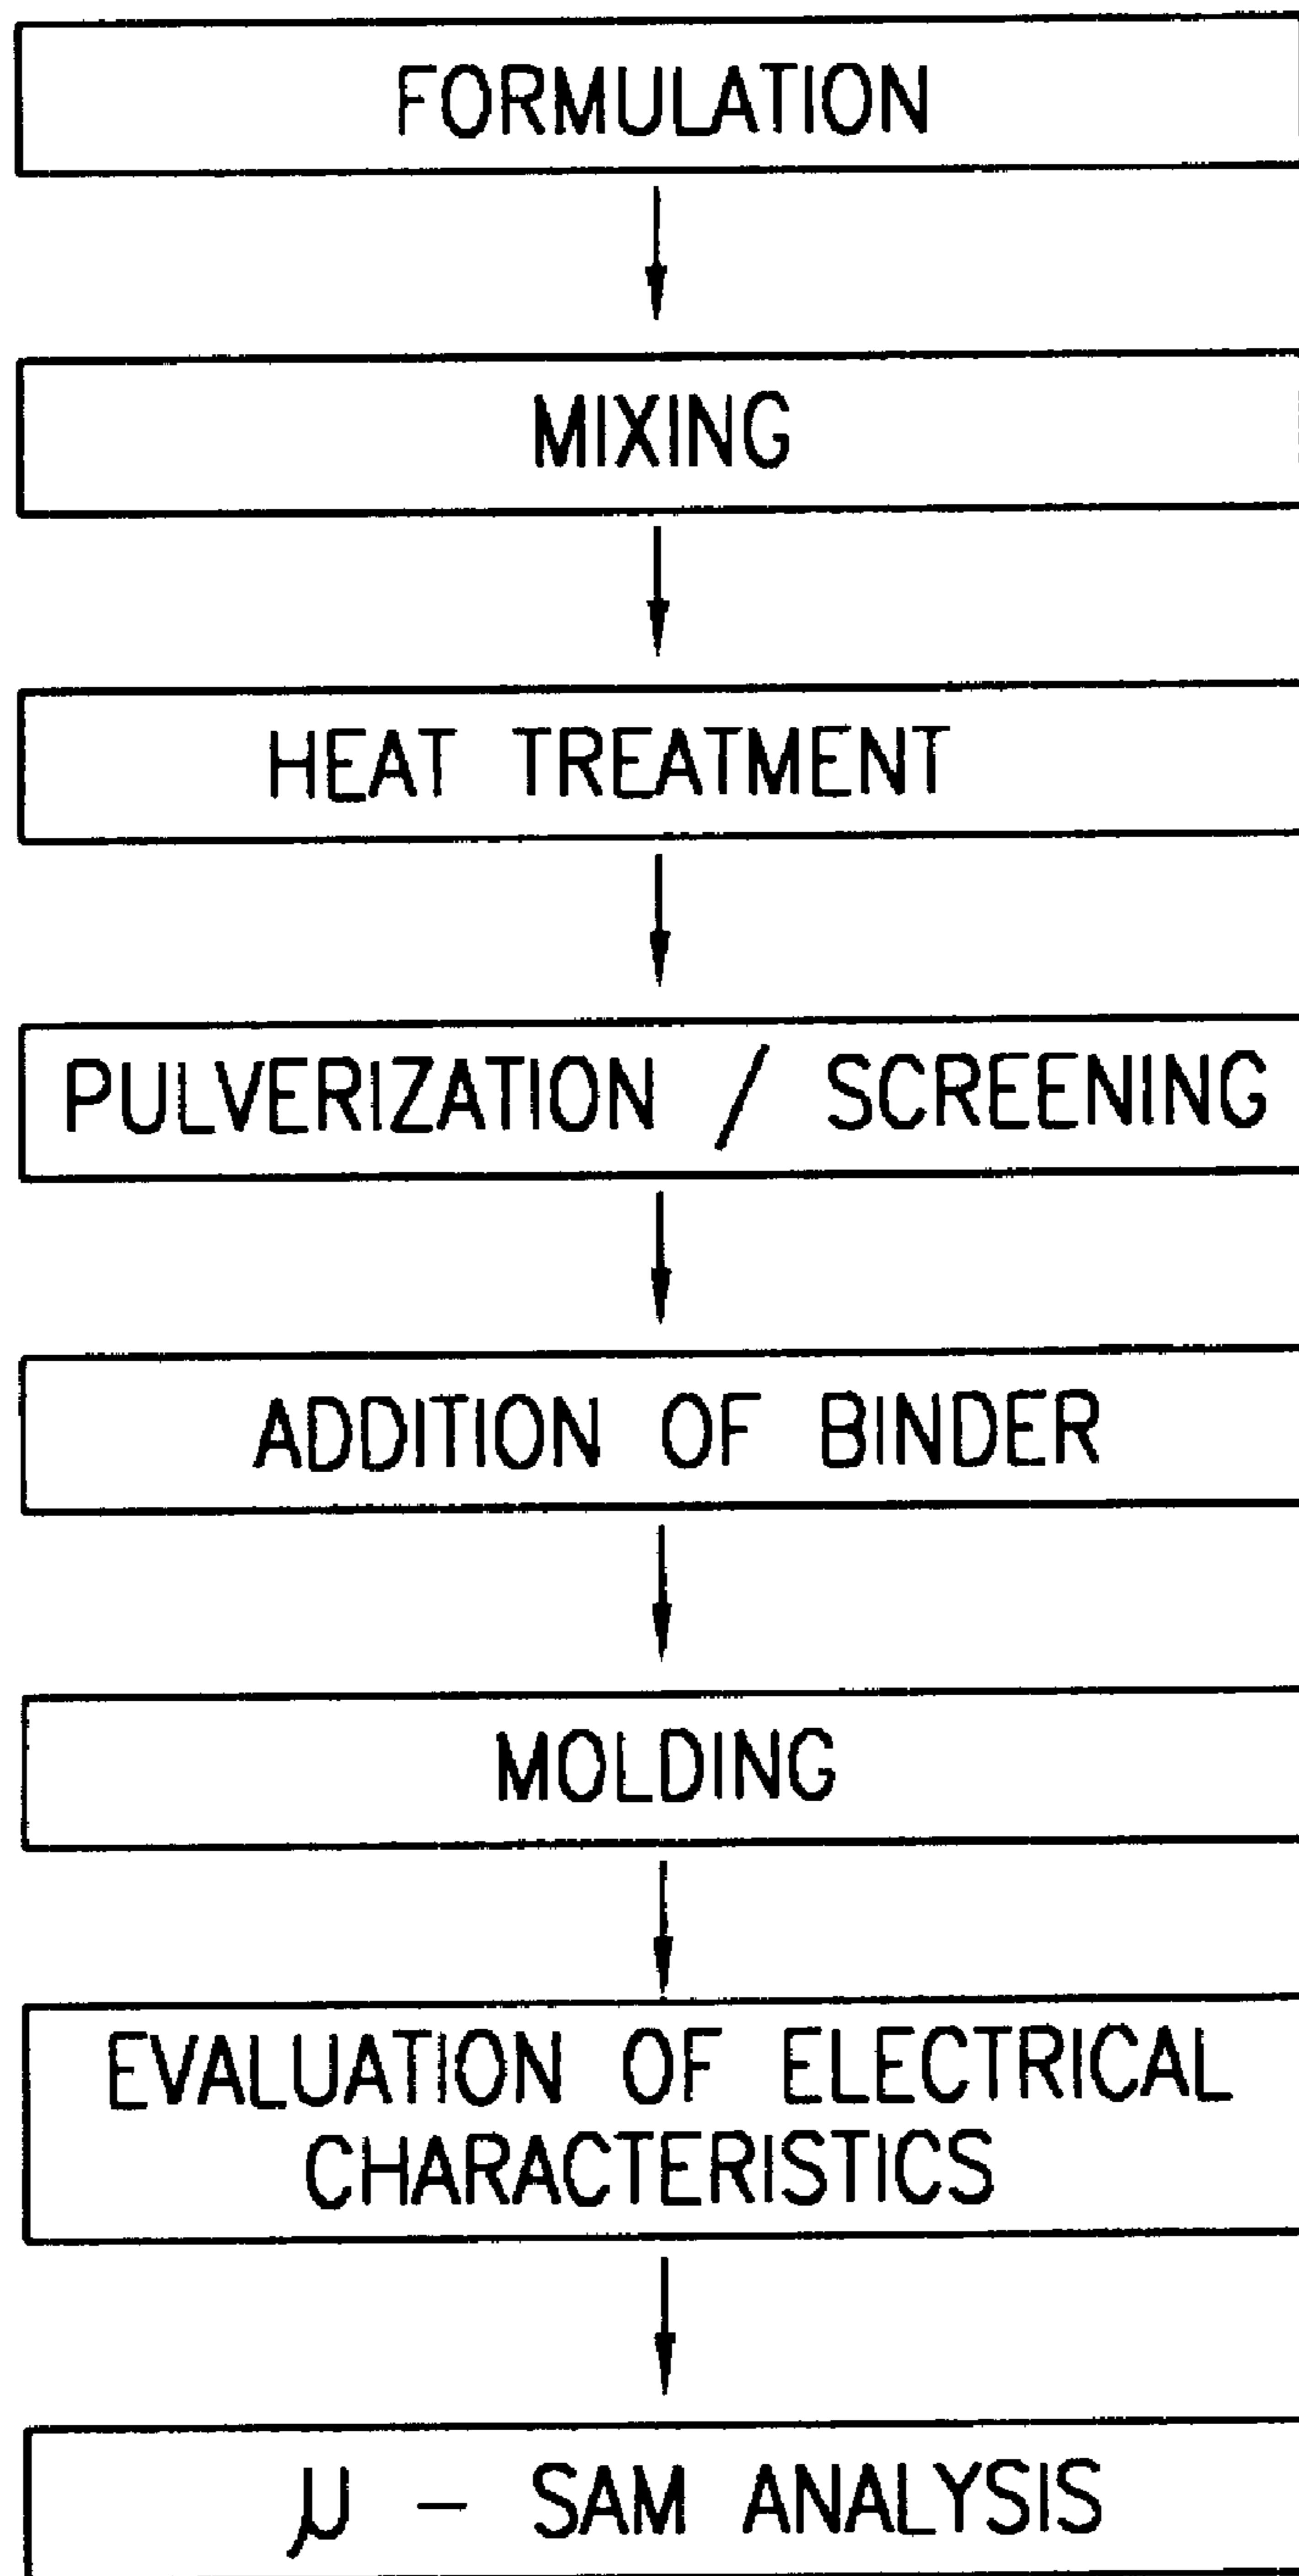 FORMULATION
MIXING
HEAT TREATMENT
PULVERIZATION / SCREENING
ADDITION OF BINDER
MOLDING
EVALUATION OF ELECTRICAL
CHARACTERISTICS
μ - SAM ANALYSIS